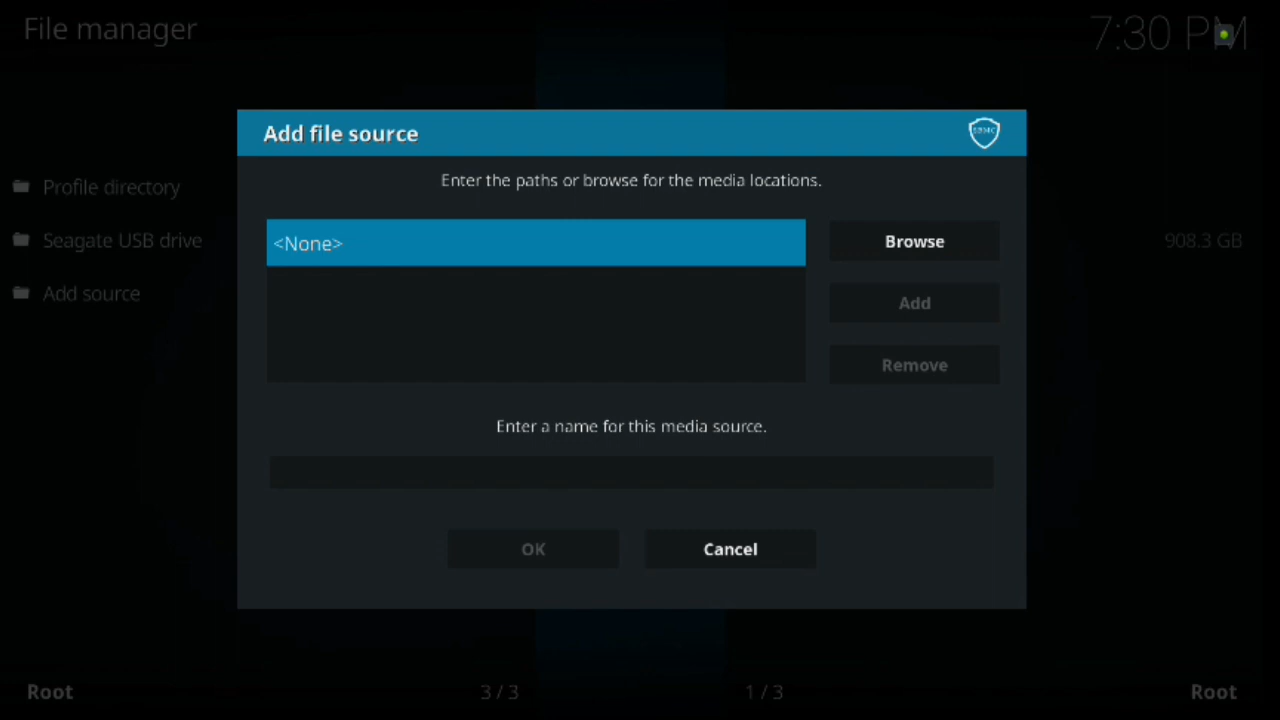 File manager
7:30 PM
Add file source
Enter the paths or browse for the media locations.
Profile directory
Seagate USB drive
908.3 GB
Add source
<None>
Browse
Add
Remove
Enter a name for this media source.
OK
Cancel
Root
3 / 3
1 / 3
Root